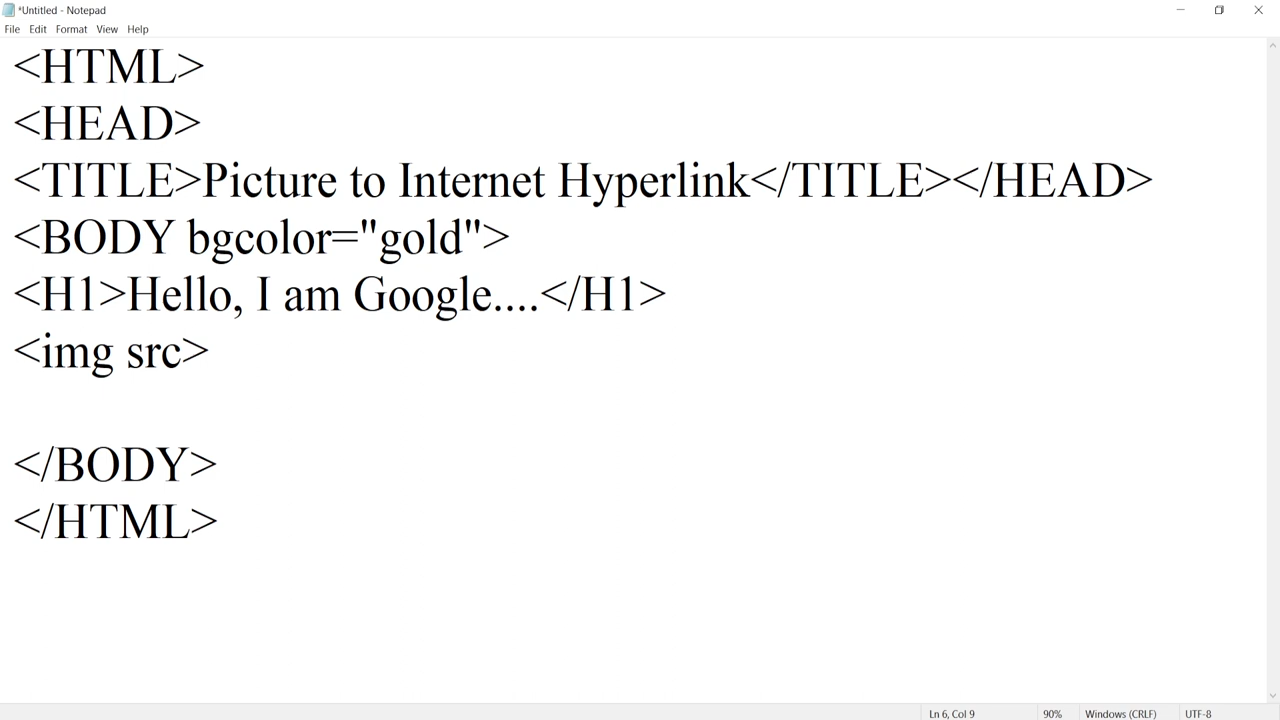 *Untitled - Notepad
File Edit Format View Help
<HTML>
<HEAD>
<TITLE>Picture to Internet Hyperlink</TITLE></HEAD>
<BODY bgcolor="gold">
<H1>Hello, I am Google....</H1>
<img src>
</BODY>
</HTML>
Ln 6, Col 9 90% Windows (CRLF) UTF-8